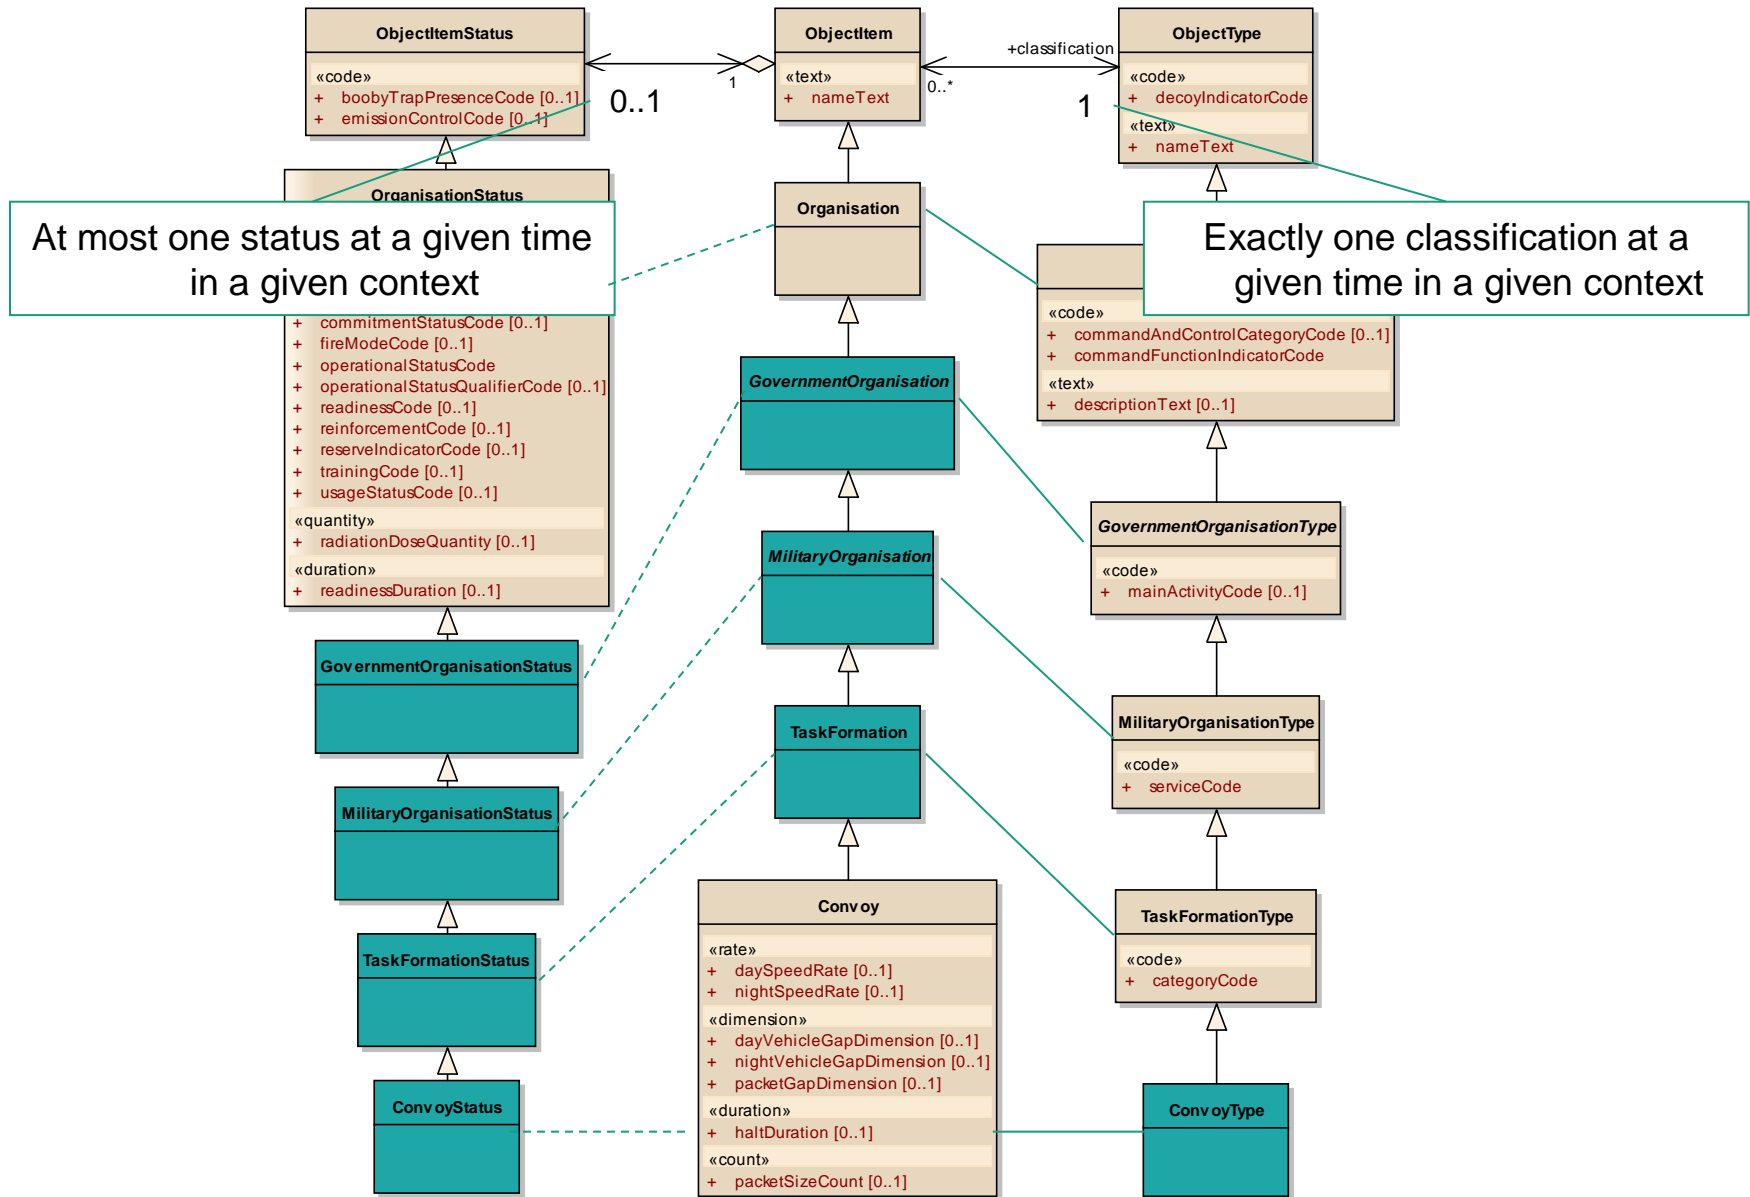 ObjectItemStatus
«code»
+ boobyTrapPresenceCode [0..1]
+ emissionControlCode [0..1]
0..1
1
ObjectItem
«text»
+ nameText
0..*
+classification
1
ObjectType
«code»
+ decoyIndicatorCode
«text»
+ nameText
OrganisationStatus
At most one status at a given time
in a given context
+ commitmentStatusCode [0..1]
+ fireModeCode [0..1]
+ operationalStatusCode
+ operationalStatusQualifierCode [0..1]
+ readinessCode [0..1]
+ reinforcementCode [0..1]
+ reserveIndicatorCode [0..1]
+ trainingCode [0..1]
+ usageStatusCode [0..1]
«quantity»
+ radiationDoseQuantity [0..1]
«duration»
+ readinessDuration [0..1]
Organisation
Exactly one classification at a
given time in a given context
«code»
+ commandAndControlCategoryCode [0..1]
+ commandFunctionIndicatorCode
«text»
+ descriptionText [0..1]
GovernmentOrganisation
GovernmentOrganisationType
«code»
+ mainActivityCode [0..1]
MilitaryOrganisation
GovernmentOrganisationStatus
MilitaryOrganisationType
«code»
+ serviceCode
TaskFormation
MilitaryOrganisationStatus
TaskFormationType
«code»
+ categoryCode
TaskFormationStatus
Convoy
«rate»
+ daySpeedRate [0..1]
+ nightSpeedRate [0..1]
«dimension»
+ dayVehicleGapDimension [0..1]
+ nightVehicleGapDimension [0..1]
+ packetGapDimension [0..1]
«duration»
+ haltDuration [0..1]
«count»
+ packetSizeCount [0..1]
ConvoyStatus
ConvoyType